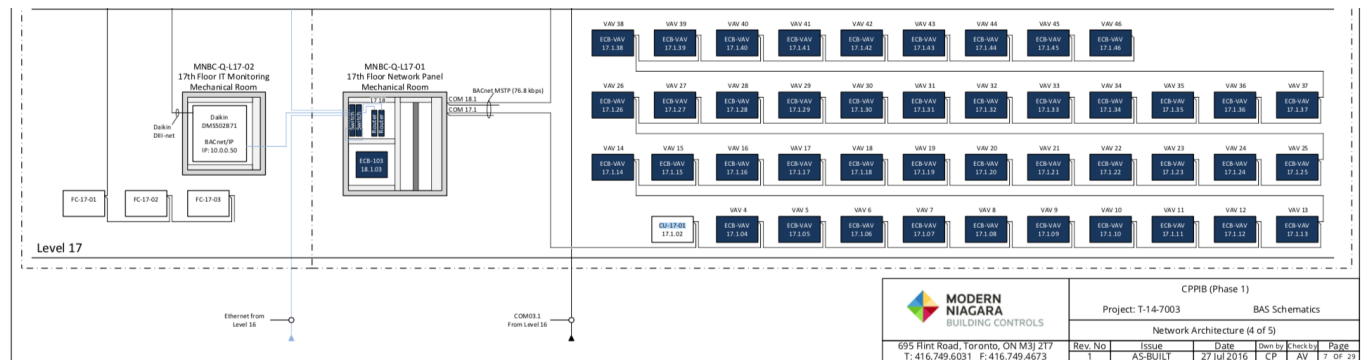 VAV 38 VAV 39 VAV 40 VAV 41 VAV 42 VAV 43 VAV 44 VAV 45 VAV 46
ECB-VAV ECB-VAV ECB-VAV ECB-VAV ECB-VAV ECB-VAV ECB-VAV ECB-VAV ECB-VAV
17.1.38 17.1.39 17.1.40 17.1.41 17.1.42 17.1.43 17.1.44 17.1.45 17.1.46
MNBC-Q-L17-02
17th Floor IT Monitoring
Mechanical Room
Daikin
DMS502B71
BACnet/IP
IP: 10.0.0.50
Daikin
DIII-net
MNBC-Q-L17-01
17th Floor Network Panel
Mechanical Room
17 18
Switch
Switch
Router
Router
ECB-103
18.1.03
BACnet MSTP (76.8 kbps)
COM 18.1
COM 17.1
VAV 26 VAV 27 VAV 28 VAV 29 VAV 30 VAV 31 VAV 32 VAV 33 VAV 34 VAV 35 VAV 36 VAV 37
ECB-VAV ECB-VAV ECB-VAV ECB-VAV ECB-VAV ECB-VAV ECB-VAV ECB-VAV ECB-VAV ECB-VAV ECB-VAV ECB-VAV
17.1.26 17.1.27 17.1.28 17.1.29 17.1.30 17.1.31 17.1.32 17.1.33 17.1.34 17.1.35 17.1.36 17.1.37
VAV 14 VAV 15 VAV 16 VAV 17 VAV 18 VAV 19 VAV 20 VAV 21 VAV 22 VAV 23 VAV 24 VAV 25
ECB-VAV ECB-VAV ECB-VAV ECB-VAV ECB-VAV ECB-VAV ECB-VAV ECB-VAV ECB-VAV ECB-VAV ECB-VAV ECB-VAV
17.1.14 17.1.15 17.1.16 17.1.17 17.1.18 17.1.19 17.1.20 17.1.21 17.1.22 17.1.23 17.1.24 17.1.25
FC-17-01 FC-17-02 FC-17-03
VAV 4 VAV 5 VAV 6 VAV 7 VAV 8 VAV 9 VAV 10 VAV 11 VAV 12 VAV 13
CU-17-01 ECB-VAV ECB-VAV ECB-VAV ECB-VAV ECB-VAV ECB-VAV ECB-VAV ECB-VAV ECB-VAV ECB-VAV
17.1.02 17.1.04 17.1.05 17.1.06 17.1.07 17.1.08 17.1.09 17.1.10 17.1.11 17.1.12 17.1.13
Level 17
Ethernet from
Level 16
COM03.1
From Level 16
MODERN
NIAGARA
BUILDING CONTROLS
695 Flint Road, Toronto, ON M3J 2T7
T: 416.749.6031 F: 416.749.4673
CPPIB (Phase 1)
Project: T-14-7003 BAS Schematics
Network Architecture (4 of 5)
Rev. No Issue Date Dwn by Check by Page
1 AS-BUILT 27 Jul 2016 CP AV 7 OF 29